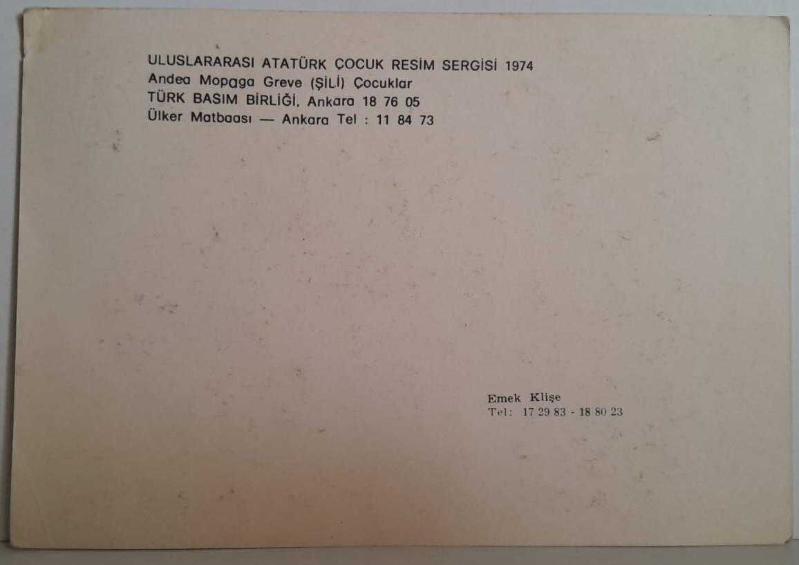 ULUSLARARASI ATATÜRK ÇOCUK RESİM SERGİSİ 1974
Andea Mopaga Greve (ŞİLİ) Çocuklar
TÜRK BASIM BİRLİĞİ, Ankara 18 76 05
Ülker Matbaası — Ankara Tel : 11 84 73
Emek Klişe
Tel: 17 29 83 - 18 80 23